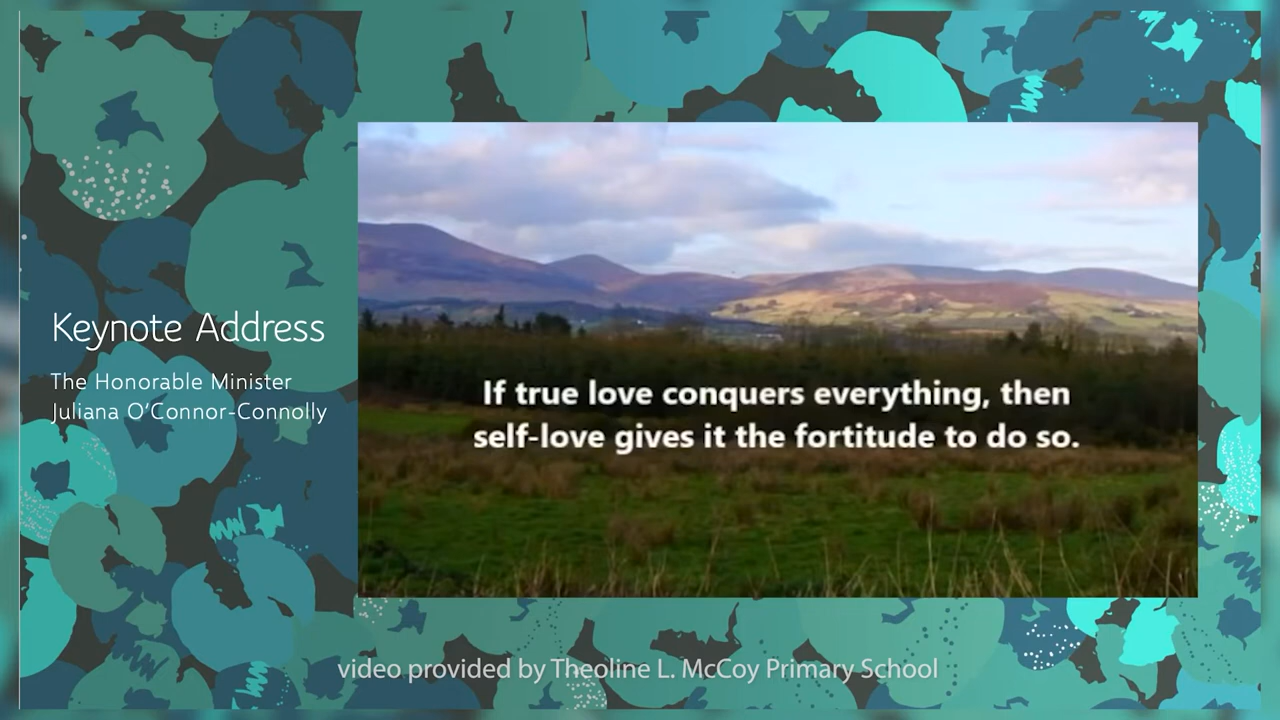 Keynote Address
The Honorable Minister
Juliana O’Connor-Connolly
If true love conquers everything, then
self-love gives it the fortitude to do so.
video provided by Theoline L. McCoy Primary School